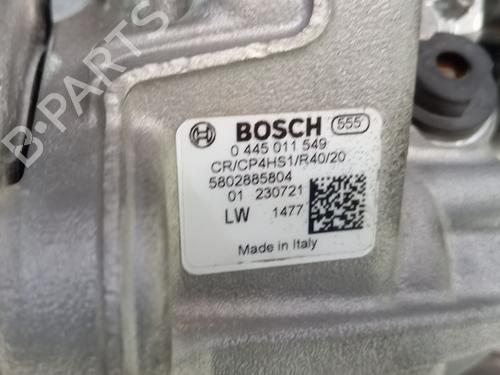 BOSCH 555
0 445 011 549
CR/CP4HS1/R40/20
5802885804
01 230721
LW 1477
Made in Italy
B-PARTS